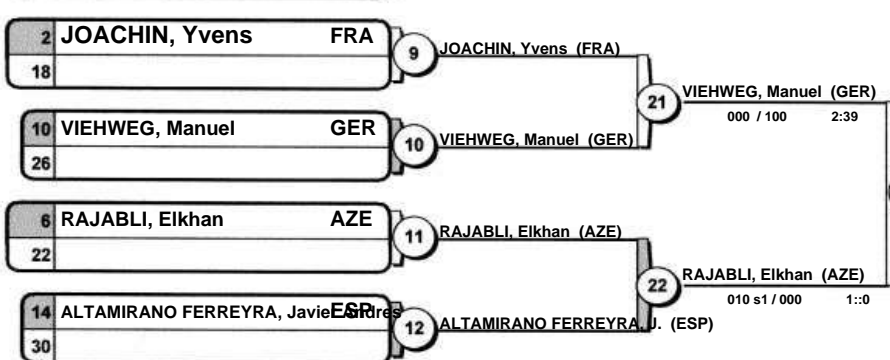 2 JOACHIN, Yvens FRA
18
9 JOACHIN, Yvens (FRA)
10 VIEHWEG, Manuel GER
26
10 VIEHWEG, Manuel (GER)
21 VIEHWEG, Manuel (GER)
000 / 100 2:39
6 RAJABLI, Elkhan AZE
22
11 RAJABLI, Elkhan (AZE)
14 ALTAMIRANO FERREYRA, Javier Andres ESP
30
12 ALTAMIRANO FERREYRA, J. (ESP)
22 RAJABLI, Elkhan (AZE)
010 s1 / 000 1::0